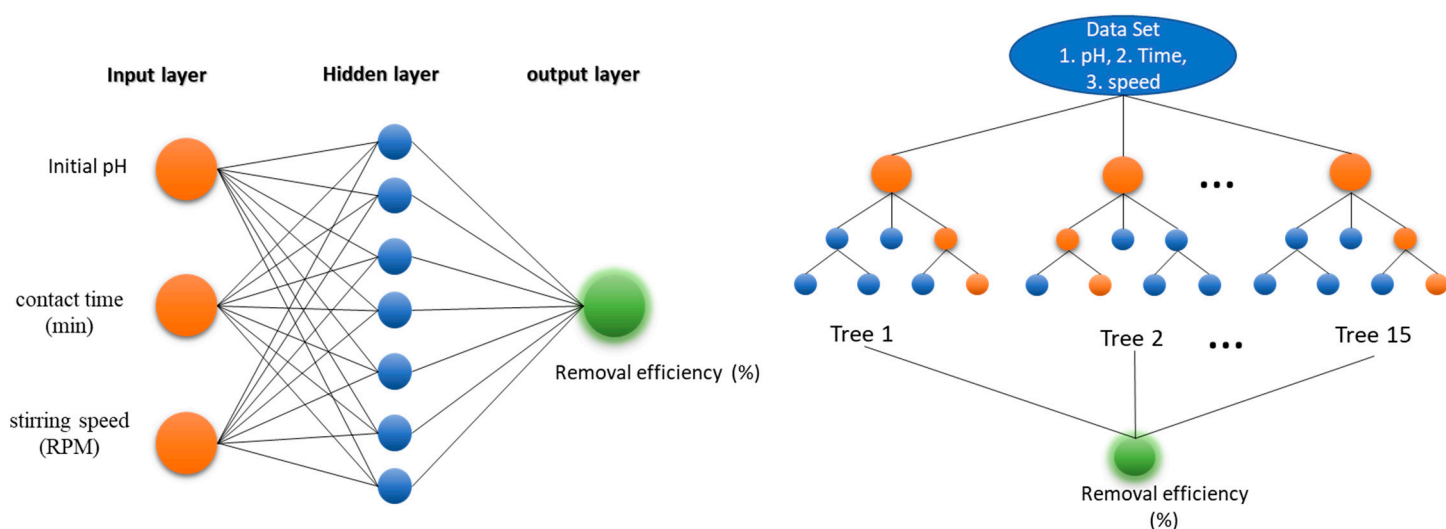 Input layer
Hidden layer
output layer
Initial pH
contact time
(min)
stirring speed
(RPM)
Removal efficiency (%)
Data Set
1. pH, 2. Time,
3. speed
...
Tree 1
Tree 2
...
Tree 15
Removal efficiency
(%)